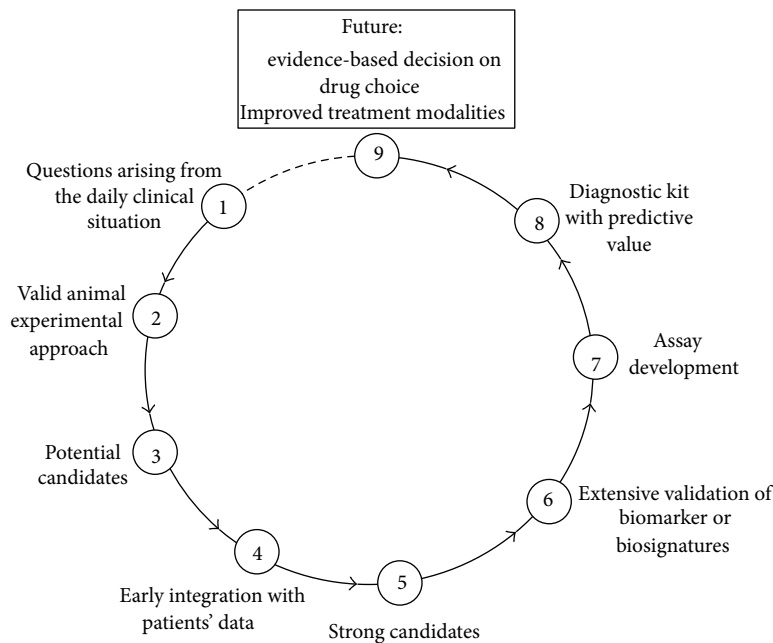 Future:
evidence-based decision on
drug choice
Improved treatment modalities
9
Questions arising from
the daily clinical
situation
1
Diagnostic kit
with predictive
value
8
Valid animal
experimental
approach
2
Assay
development
7
Potential
candidates
3
Extensive validation of
biomarker or
biosignatures
6
4
Early integration with
patients' data
5
Strong candidates